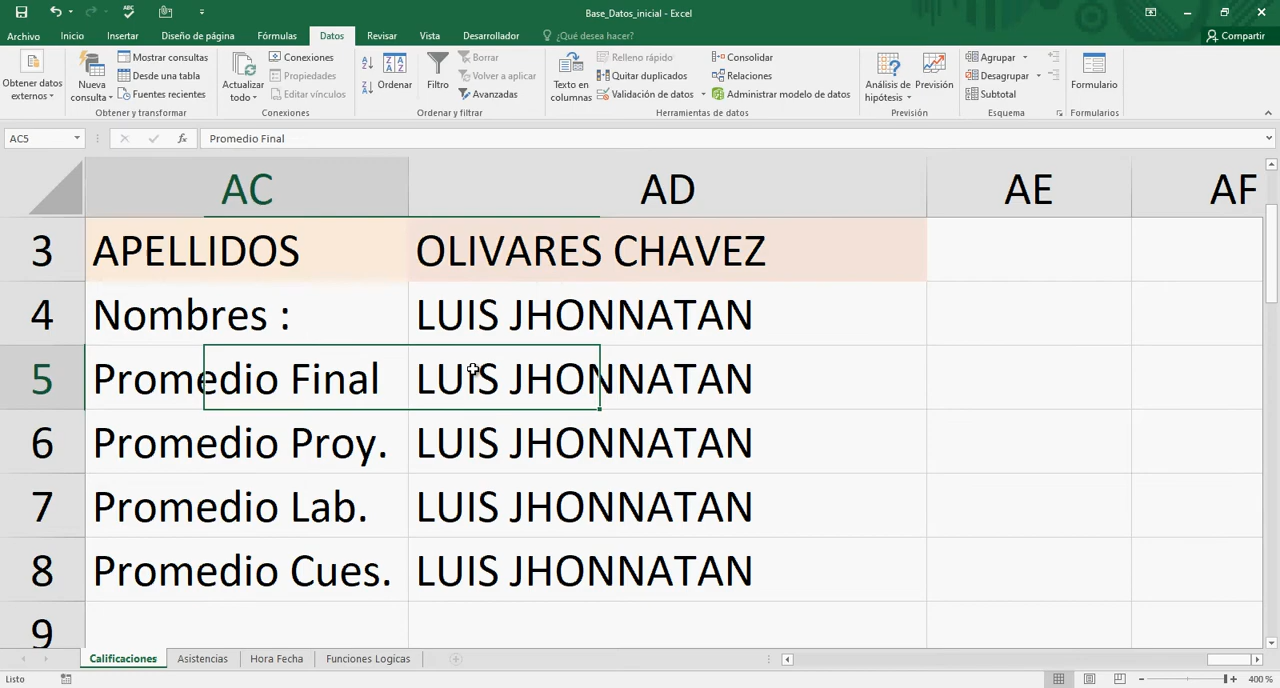 Base_Datos_inicial - Excel
Archivo Inicio Insertar Diseño de página Fórmulas Datos Revisar Vista Desarrollador ¿Qué desea hacer? Compartir
Obtener datos externos
Nueva consulta
Mostrar consultas
Desde una tabla
Fuentes recientes
Obtener y transformar
Actualizar todo
Conexiones
Propiedades
Editar vínculos
Conexiones
Ordenar
Filtro
Borrar
Volver a aplicar
Avanzadas
Ordenar y filtrar
Texto en columnas
Relleno rápido
Quitar duplicados
Validación de datos
Consolidar
Relaciones
Administrar modelo de datos
Herramientas de datos
Análisis de hipótesis
Previsión
Previsión
Agrupar
Desagrupar
Subtotal
Esquema
Formulario
Formularios
AC5 fx Promedio Final
AC AD AE AF
3 APELLIDOS OLIVARES CHAVEZ
4 Nombres : LUIS JHONNATAN
5 Promedio Final LUIS JHONNATAN
6 Promedio Proy. LUIS JHONNATAN
7 Promedio Lab. LUIS JHONNATAN
8 Promedio Cues. LUIS JHONNATAN
9
Calificaciones Asistencias Hora Fecha Funciones Logicas
Listo 400 %